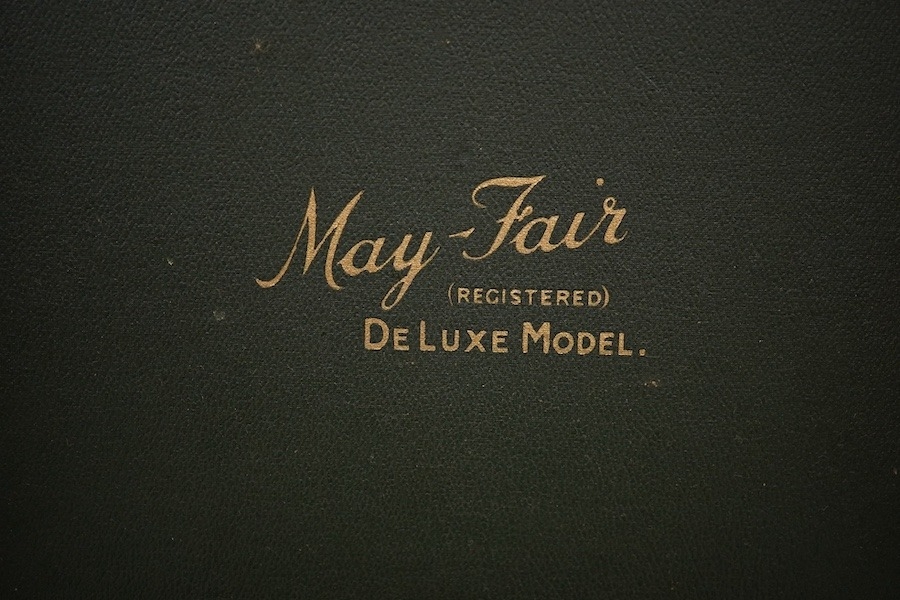 May-Fair
(REGISTERED)
DE LUXE MODEL.